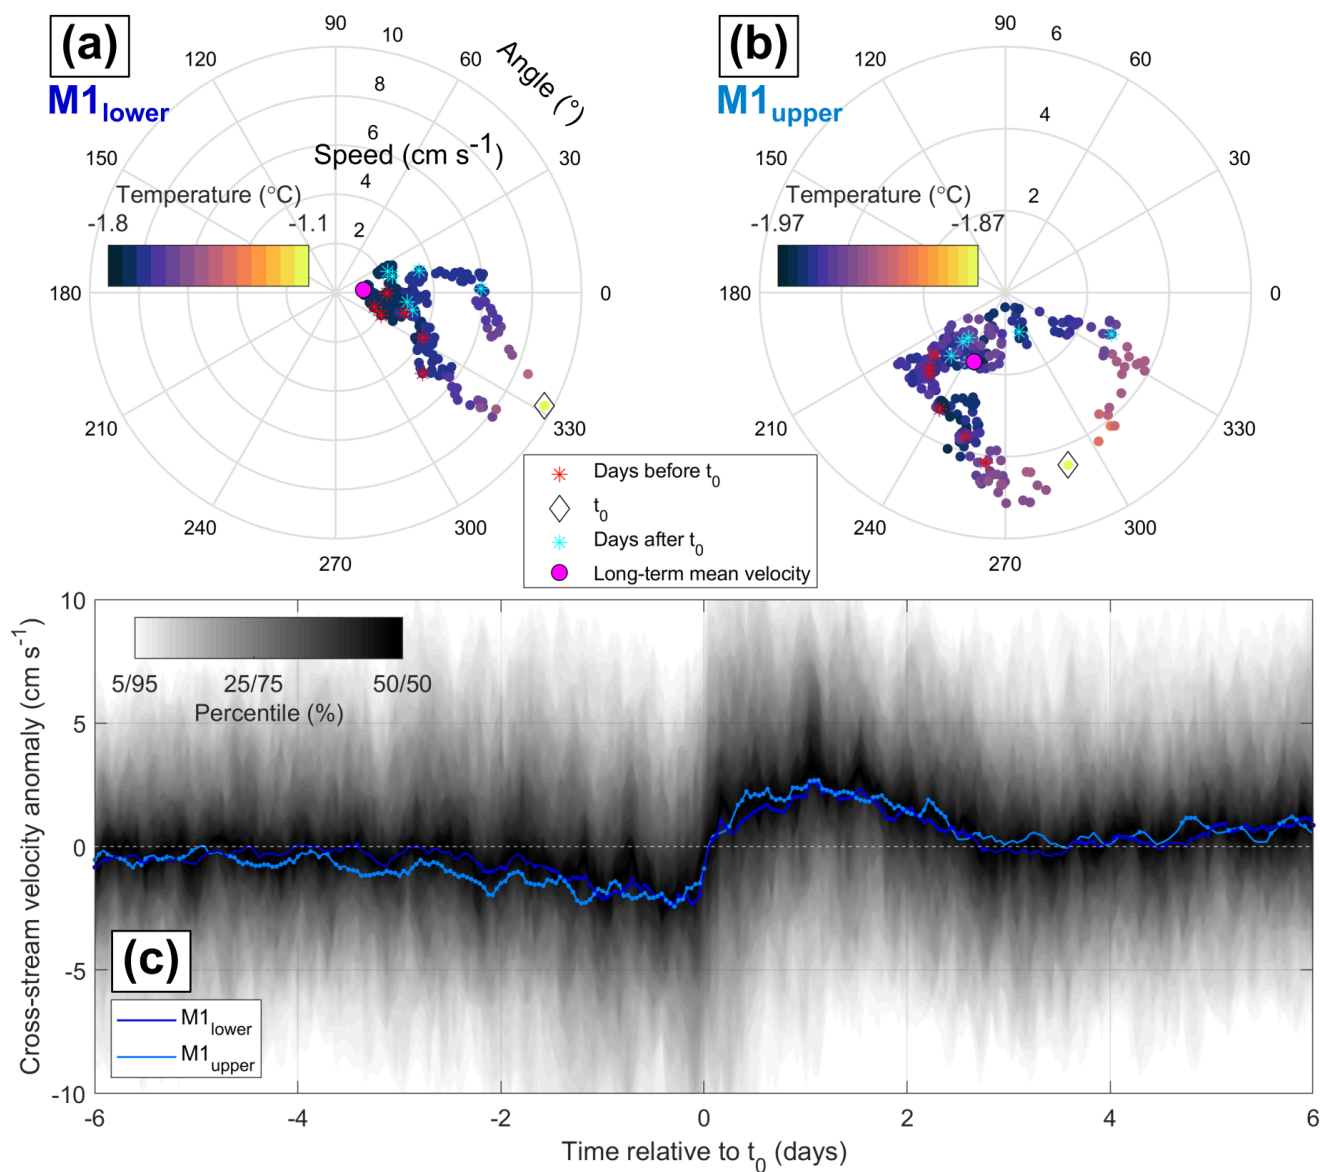 (a)
M1lower
90
10
60
Angle (°)
120
8
6
Speed (cm s-1)
150
30
4
Temperature (°C)
-1.8
-1.1
2
180
0
210
330
240
300
270
(b)
M1upper
90
6
60
120
4
150
30
2
Temperature (°C)
-1.97
-1.87
180
0
210
330
240
300
270
Days before t0
t0
Days after t0
Long-term mean velocity
10
5
0
-5
-10
Cross-stream velocity anomaly (cm s-1)
5/95
25/75
50/50
Percentile (%)
(c)
M1lower
M1upper
-6
-4
-2
0
2
4
6
Time relative to t0 (days)